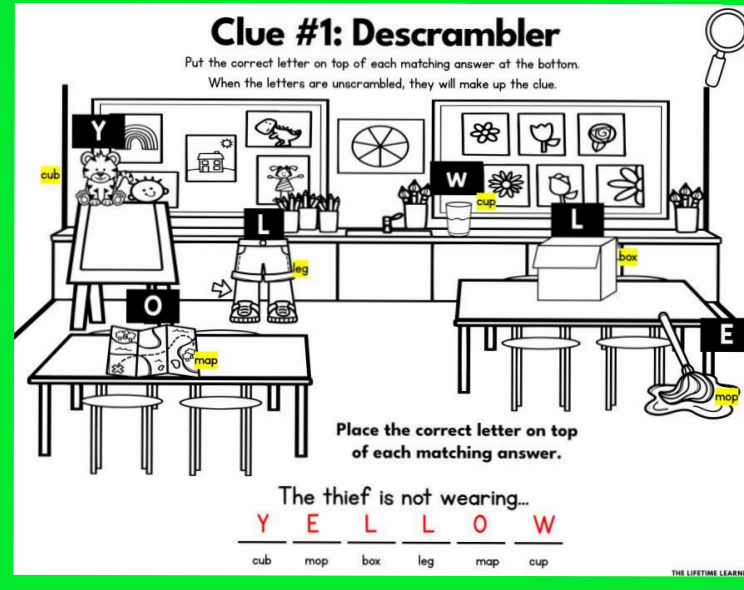 Clue #1: Descrambler
Put the correct letter on top of each matching answer at the bottom.
When the letters are unscrambled, they will make up the clue.
Y
cub
W
cup
L
leg
L
box
O
map
E
mop
Place the correct letter on top
of each matching answer.
The thief is not wearing...
Y E L L O W
cub mop box leg map cup
THE LIFETIME LEARN